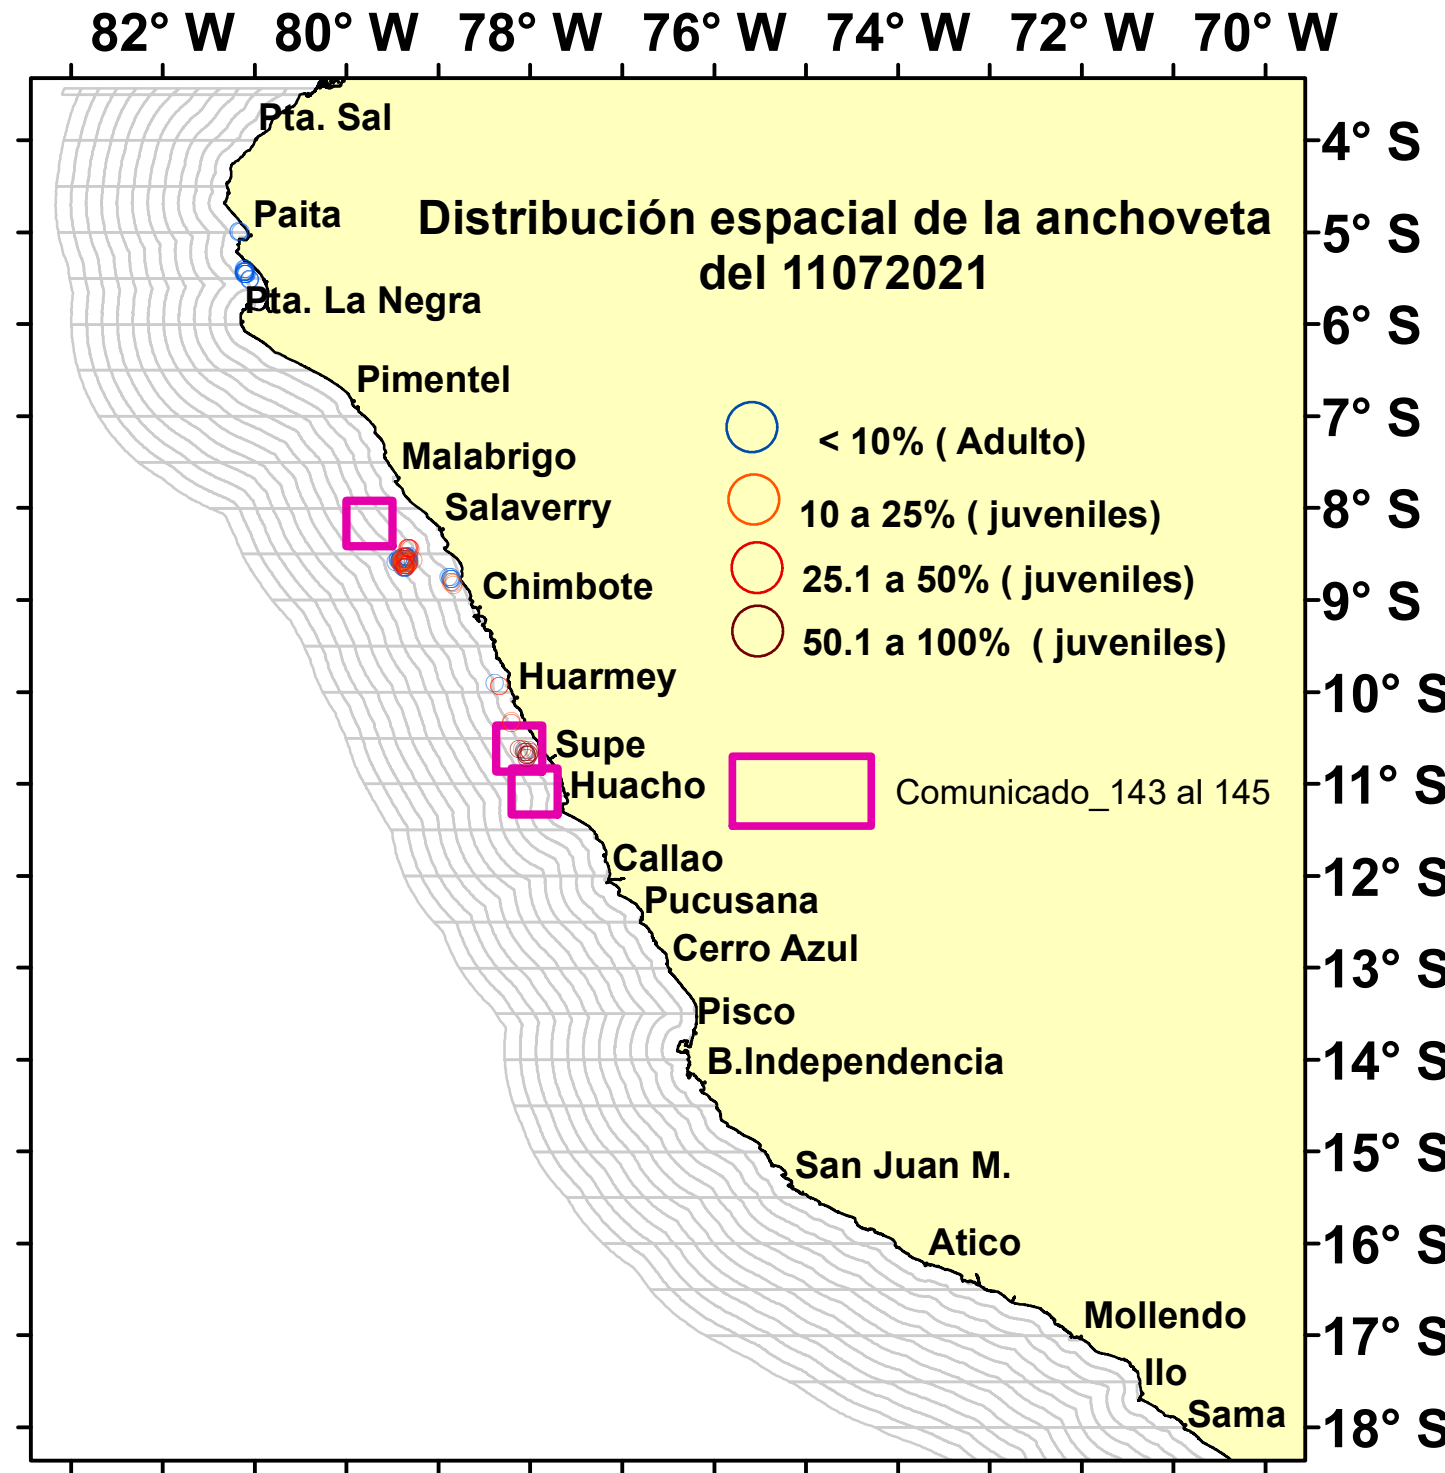 82° W 80° W 78° W 76° W 74° W 72° W 70° W
Pta. Sal
4° S
Paita
Distribución espacial de la anchoveta
5° S
del 11072021
Pta. La Negra
6° S
Pimentel
7° S
< 10% ( Adulto)
Malabrigo
Salaverry
8° S
10 a 25% ( juveniles)
Chimbote
25.1 a 50% ( juveniles)
9° S
50.1 a 100% ( juveniles)
Huarmey
10° S
Supe
Huacho
Comunicado_143 al 145
11° S
Callao
12° S
Pucusana
Cerro Azul
13° S
Pisco
B.Independencia
14° S
San Juan M.
15° S
Atico
16° S
Mollendo
17° S
Ilo
Sama
18° S